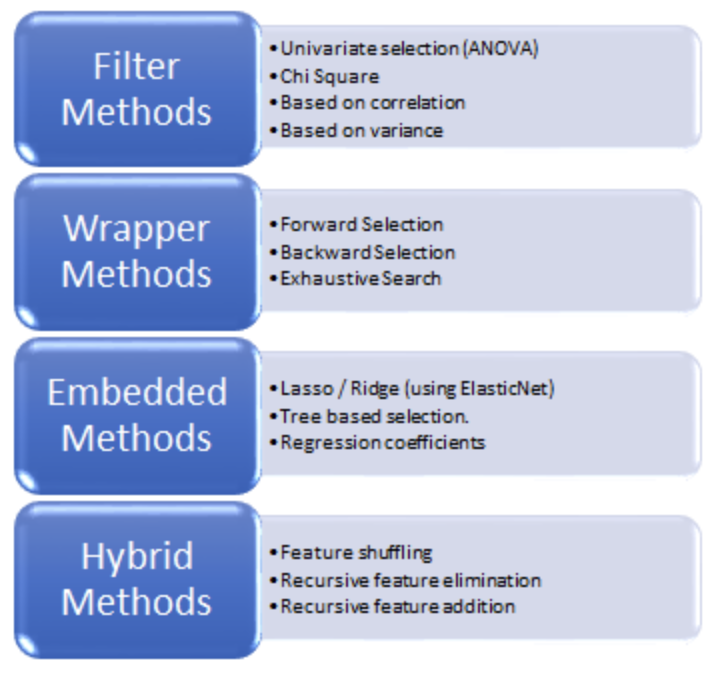 Filter
Methods
•Univariate selection (ANOVA)
•Chi Square
•Based on correlation
•Based on variance
Wrapper
Methods
•Forward Selection
•Backward Selection
•Exhaustive Search
Embedded
Methods
•Lasso / Ridge (using ElasticNet)
•Tree based selection.
•Regression coefficients
Hybrid
Methods
•Feature shuffling
•Recursive feature elimination
•Recursive feature addition